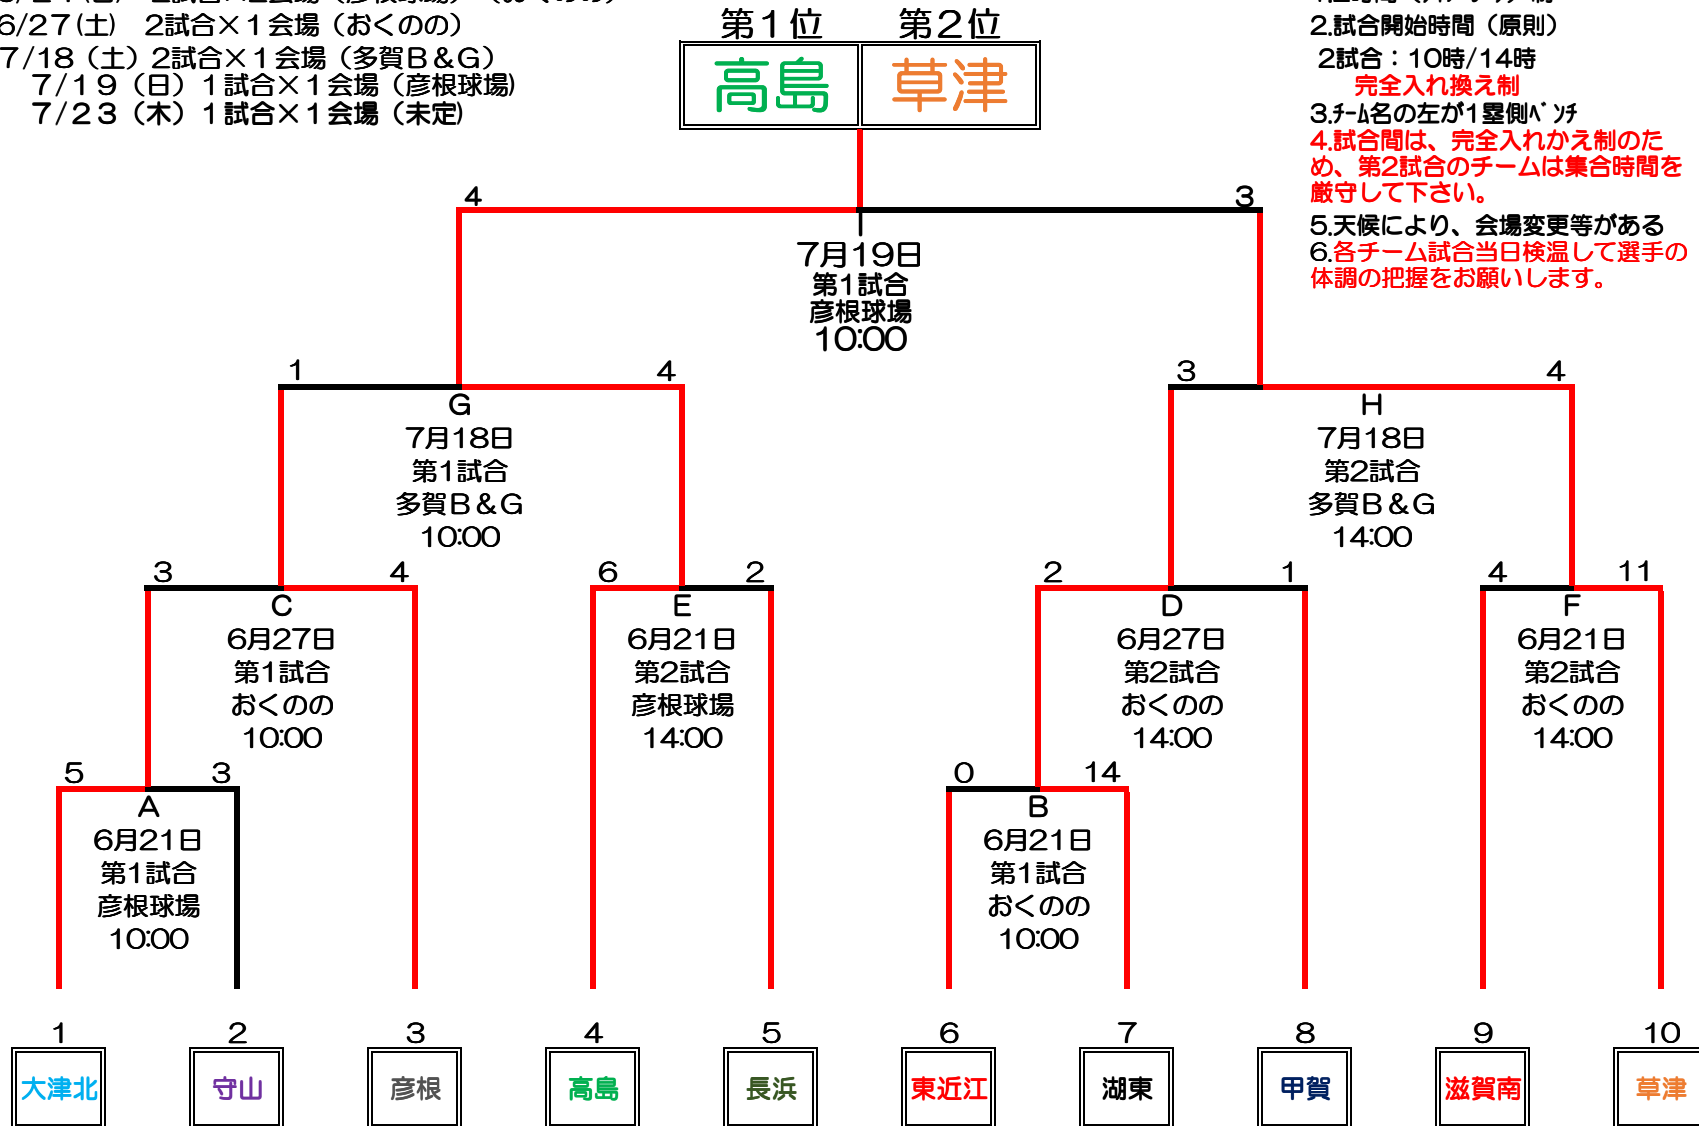 6/27(土)　2試合×1会場（おくのの）
7/18（土）2試合×1会場（多賀B＆G）
7/19（日）1試合×1会場（彦根球場)
7/23（木）1試合×1会場（未定)
第1位　第2位
高島　草津
2.試合開始時間（原則）
2試合：10時/14時
完全入れ換え制
3.ﾁｰﾑ名の左が1塁側ﾍﾞﾝﾁ
4.試合間は、完全入れかえ制のた
め、第2試合のチームは集合時間を
厳守して下さい。
5.天候により、会場変更等がある
6.各チーム試合当日検温して選手の
体調の把握をお願いします。
4　3
I
7月19日
第1試合
彦根球場
10:00
1　4
G
7月18日
第1試合
多賀B＆G
10:00
3　4
H
7月18日
第2試合
多賀B＆G
14:00
3　4
C
6月27日
第1試合
おくのの
10:00
6　2
E
6月21日
第2試合
彦根球場
14:00
2　1
D
6月27日
第2試合
おくのの
14:00
4　11
F
6月21日
第2試合
おくのの
14:00
5　3
A
6月21日
第1試合
彦根球場
10:00
0　14
B
6月21日
第1試合
おくのの
10:00
1　2　3　4　5　6　7　8　9　10
大津北　守山　彦根　高島　長浜　東近江　湖東　甲賀　滋賀南　草津